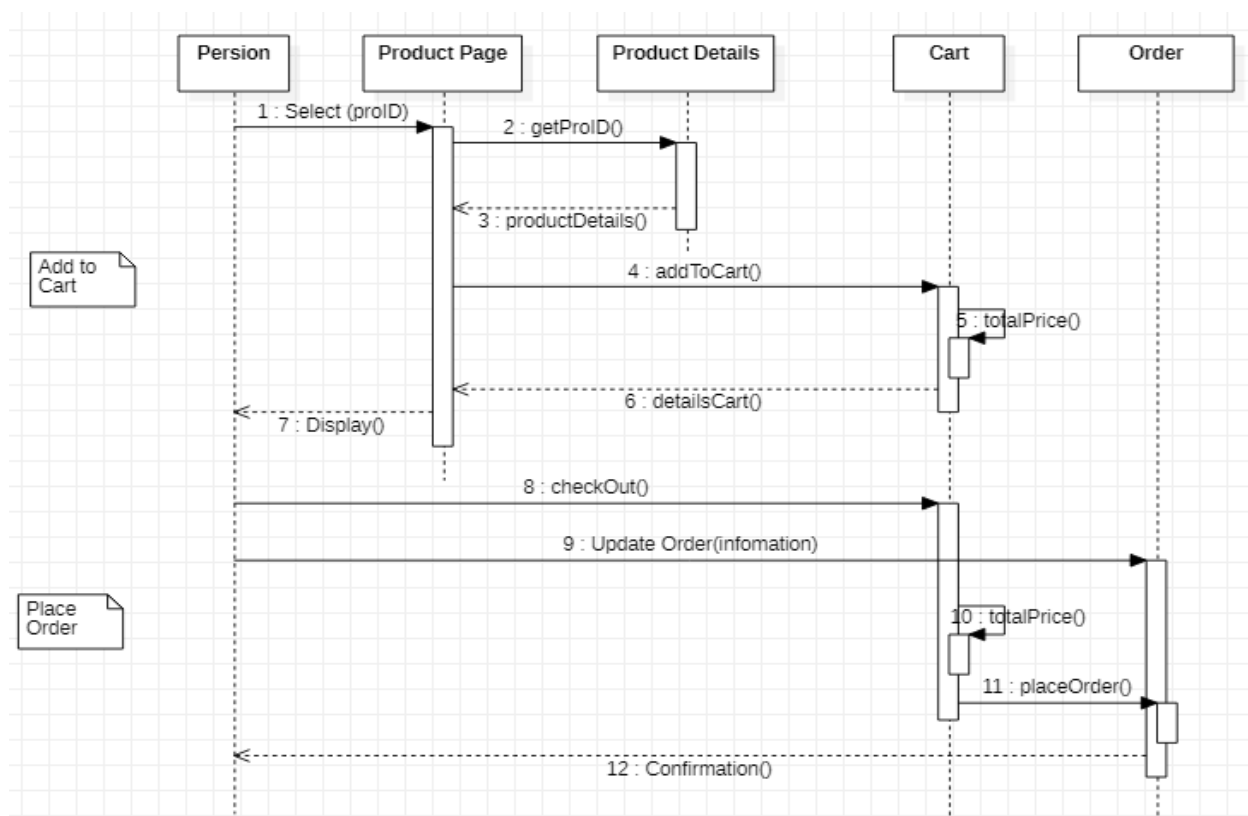 Persion
Product Page
Product Details
Cart
Order
1 : Select (proID)
2 : getProID()
3 : productDetails()
Add to
Cart
4 : addToCart()
5 : totalPrice()
6 : detailsCart()
7 : Display()
8 : checkOut()
9 : Update Order(infomation)
Place
Order
10 : totalPrice()
11 : placeOrder()
12 : Confirmation()